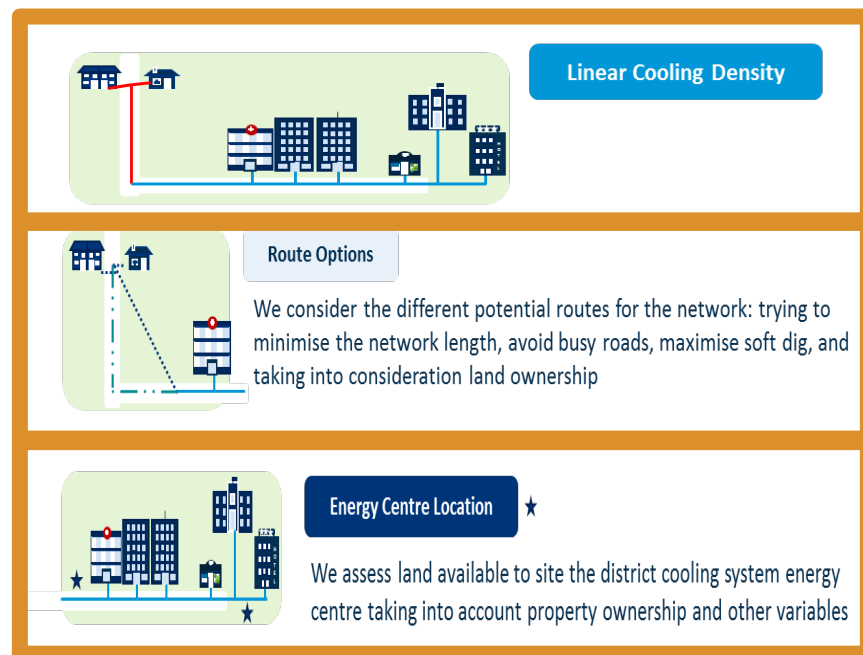 Linear Cooling Density
HOTEL
Route Options
We consider the different potential routes for the network: trying to
minimise the network length, avoid busy roads, maximise soft dig, and
taking into consideration land ownership
Energy Centre Location
HOTEL
We assess land available to site the district cooling system energy
centre taking into account property ownership and other variables